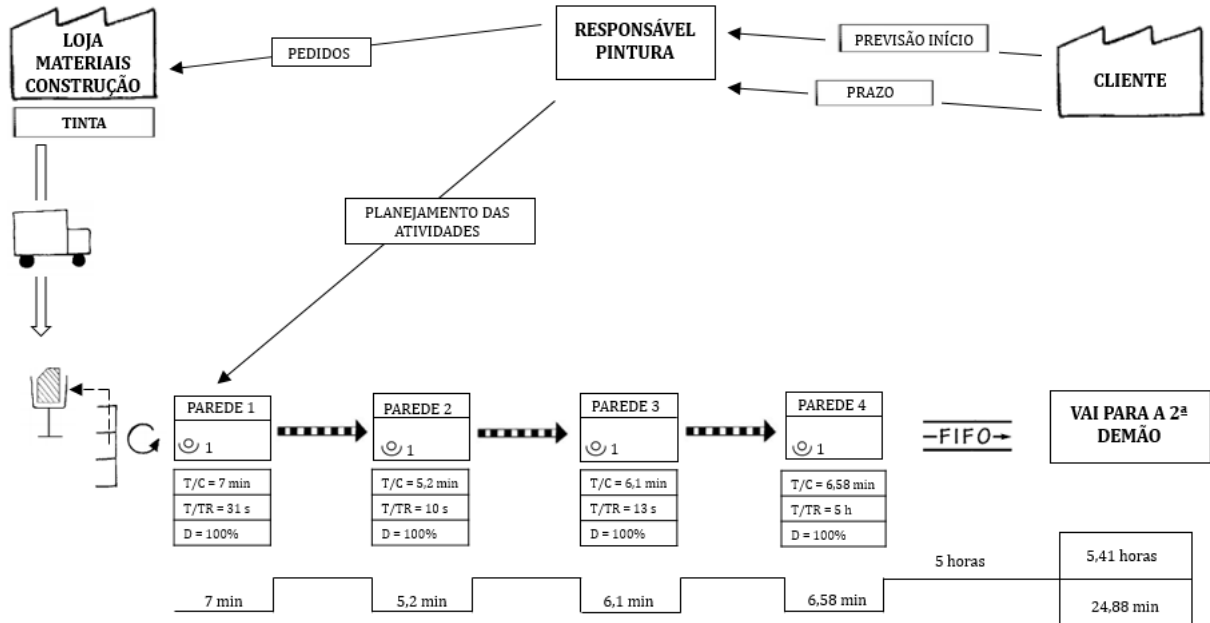 LOJA
MATERIAIS
CONSTRUÇÃO
TINTA
PEDIDOS
RESPONSÁVEL
PINTURA
PREVISÃO INÍCIO
PRAZO
CLIENTE
PLANEJAMENTO DAS
ATIVIDADES
PAREDE 1
1
T/C = 7 min
T/TR = 31 s
D = 100%
PAREDE 2
1
T/C = 5,2 min
T/TR = 10 s
D = 100%
PAREDE 3
1
T/C = 6,1 min
T/TR = 13 s
D = 100%
PAREDE 4
1
T/C = 6,58 min
T/TR = 5 h
D = 100%
FIFO
VAI PARA A 2ª
DEMÃO
7 min
5,2 min
6,1 min
6,58 min
5 horas
5,41 horas
24,88 min